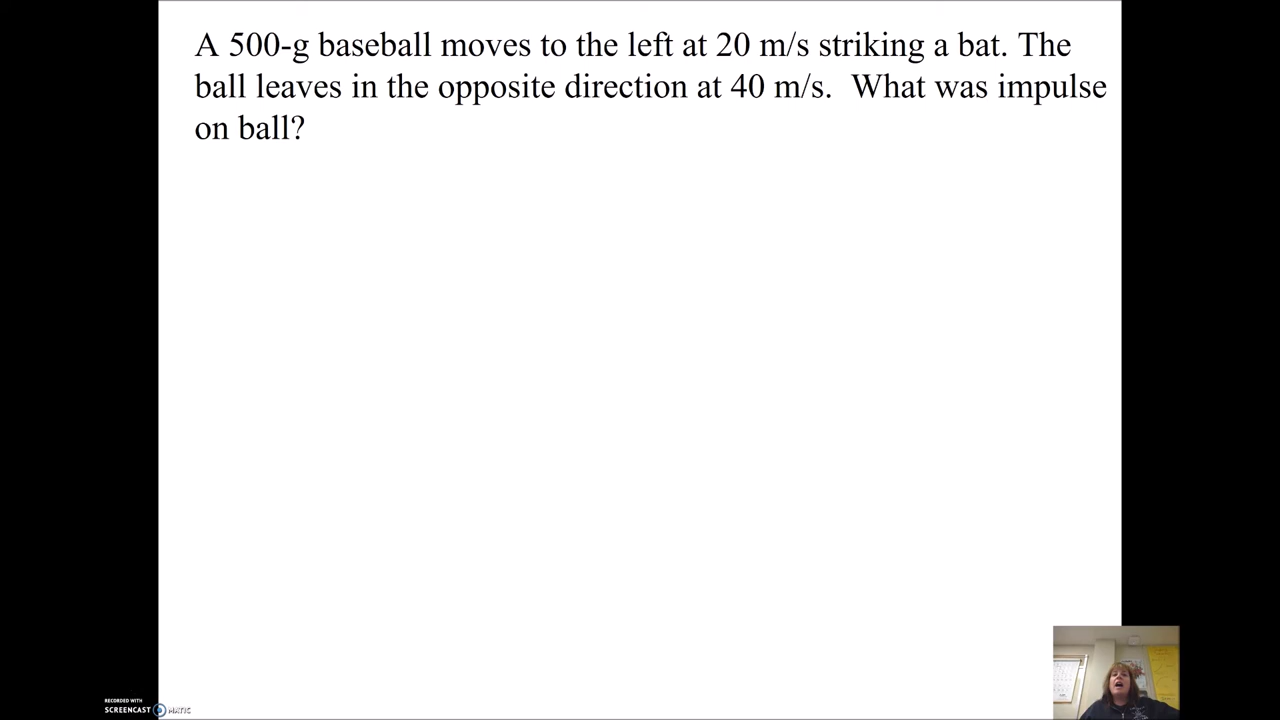 A 500-g baseball moves to the left at 20 m/s striking a bat. The
ball leaves in the opposite direction at 40 m/s. What was impulse
on ball?
RECORDED WITH
SCREENCAST MATIC